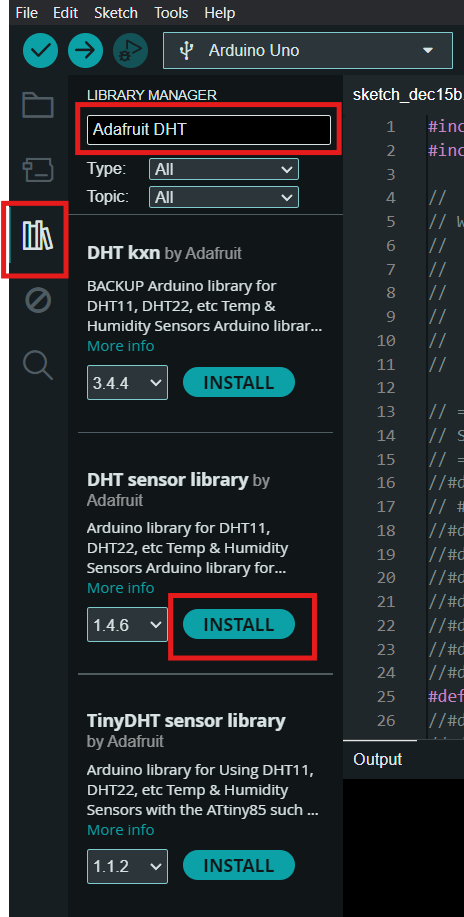 File Edit Sketch Tools Help
Arduino Uno
LIBRARY MANAGER
Adafruit DHT
Type: All
Topic: All
DHT kxn by Adafruit
BACKUP Arduino library for
DHT11, DHT22, etc Temp &
Humidity Sensors Arduino librar...
More info
3.4.4 INSTALL
DHT sensor library by
Adafruit
Arduino library for DHT11,
DHT22, etc Temp & Humidity
Sensors Arduino library for...
More info
1.4.6 INSTALL
TinyDHT sensor library
by Adafruit
Arduino library for Using DHT11,
DHT22, etc Temp & Humidity
Sensors with the ATtiny85 such ...
More info
1.1.2 INSTALL
sketch_dec15b.
1 #inc
2 #inc
3
4 //
5 // W
6 //
7 //
8 //
9 //
10 //
11 //
12
13 // =
14 // S
15 // =
16 //#d
17 // #
18 //#d
19 //#d
20 //#d
21 //#d
22 //#d
23 //#d
24 //#d
25 #def
26 //#d
Output